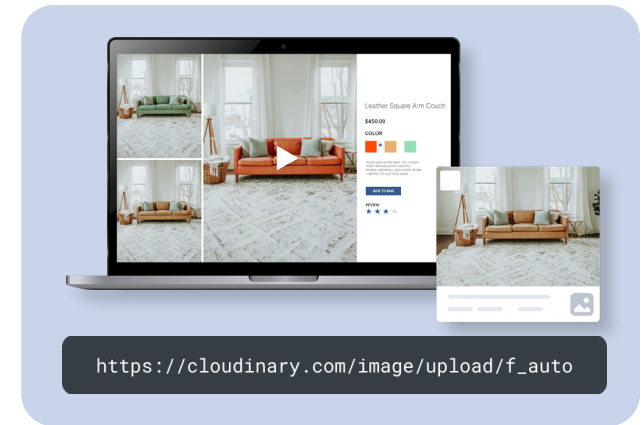 Leather Square Arm Couch
$450.00
COLOR
ADD TO BAG
REVIEW
https://cloudinary.com/image/upload/f_auto